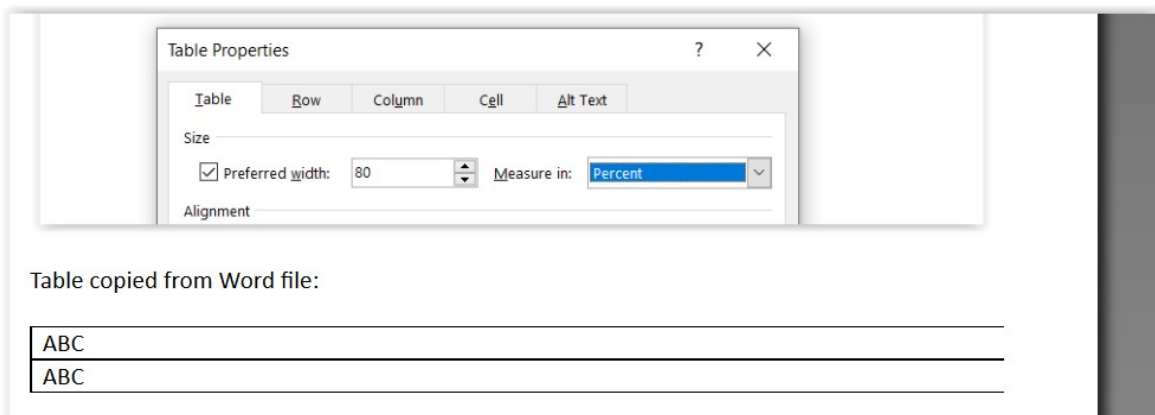 Table Properties ? ×
Table Row Column Cell Alt Text
Size
Preferred width: 80 Measure in: Percent
Alignment
Table copied from Word file:
ABC
ABC